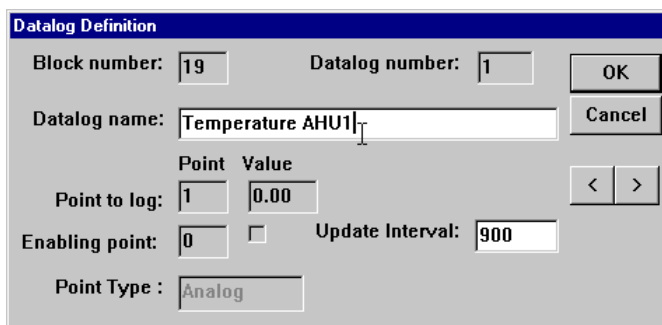 Datalog Definition
Block number: 19 Datalog number: 1 OK
Datalog name: Temperature AHU1 Cancel
Point Value
Point to log: 1 0.00 < >
Enabling point: 0 Update Interval: 900
Point Type : Analog